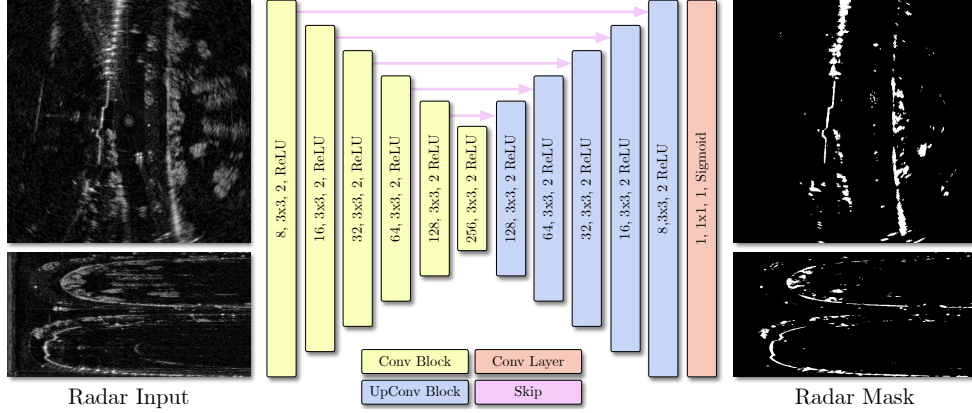 8, 3x3, 2, ReLU
16, 3x3, 2, ReLU
32, 3x3, 2, ReLU
64, 3x3, 2, ReLU
128, 3x3, 2 ReLU
256, 3x3, 2 ReLU
128, 3x3, 2 ReLU
64, 3x3, 2 ReLU
32, 3x3, 2 ReLU
16, 3x3, 2 ReLU
8,3x3, 2 ReLU
1, 1x1, 1, Sigmoid
Conv Block
Conv Layer
UpConv Block
Skip
Radar Input
Radar Mask